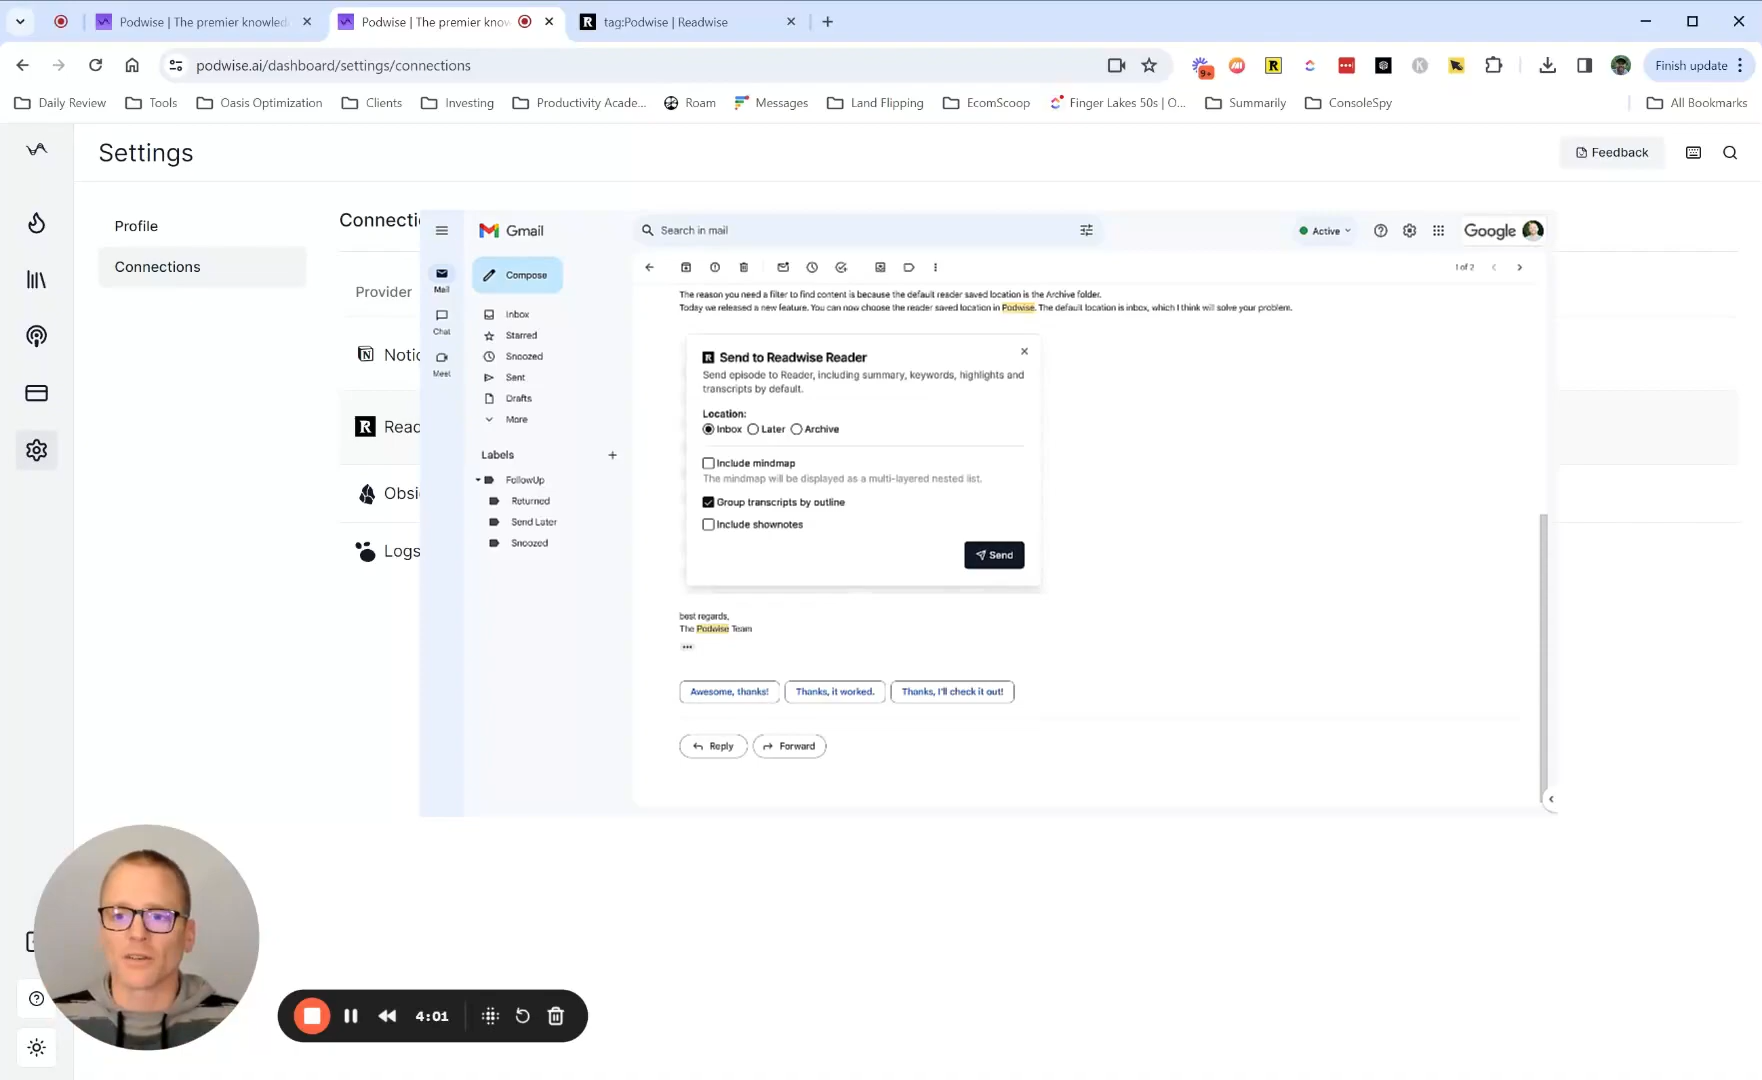 Podwise | The premier knowled
Podwise | The premier know
tag:Podwise | Readwise
podwise.ai/dashboard/settings/connections
9+
Finish update
Daily Review
Tools
Oasis Optimization
Clients
Investing
Productivity Acade...
Roam
Messages
Land Flipping
EcomScoop
Finger Lakes 50s | O...
Summarily
ConsoleSpy
All Bookmarks
Settings
Feedback
Profile
Connections
Connecti
Provider
Notio
Read
Obsi
Logs
Gmail
Search in mail
Active
Google
Compose
1 of 2
Mail
Chat
Meet
Inbox
Starred
Snoozed
Sent
Drafts
More
Labels
FollowUp
Returned
Send Later
Snoozed
The reason you need a filter to find content is because the default reader saved location is the Archive folder.
Today we released a new feature. You can now choose the reader saved location in Podwise. The default location is inbox, which I think will solve your problem.
Send to Readwise Reader
Send episode to Reader, including summary, keywords, highlights and
transcripts by default.
Location:
Inbox Later Archive
Include mindmap
The mindmap will be displayed as a multi-layered nested list.
Group transcripts by outline
Include shownotes
Send
best regards,
The Podwise Team
Awesome, thanks!
Thanks, it worked.
Thanks, I'll check it out!
Reply
Forward
4:01